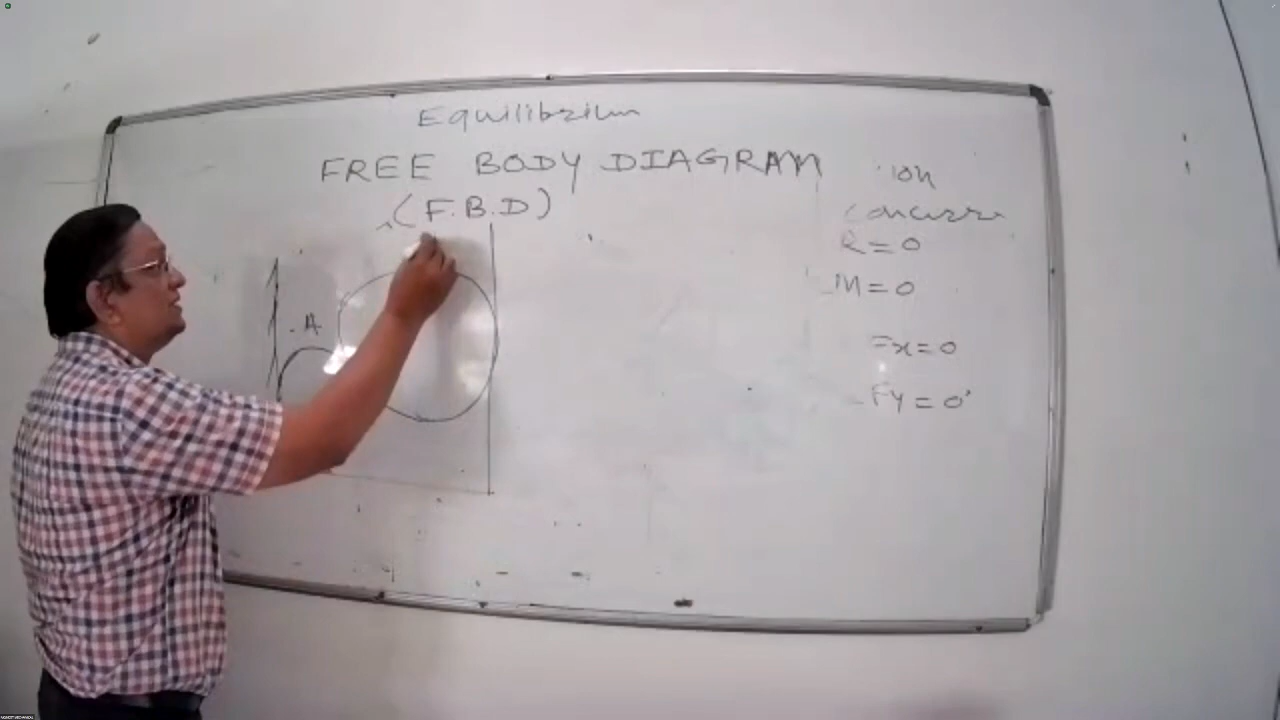 Equilibrium
FREE BODY DIAGRAM
(F.B.D)
A
R=0
M=0
Fx=0
Fy=0